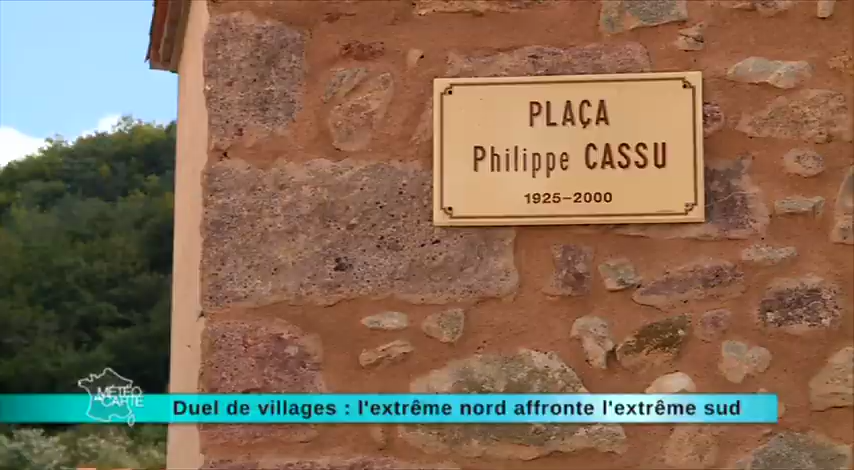 PLAÇA
Philippe CASSU
1925–2000
MÉTÉO
À LA
CARTE
Duel de villages : l'extrême nord affronte l'extrême sud